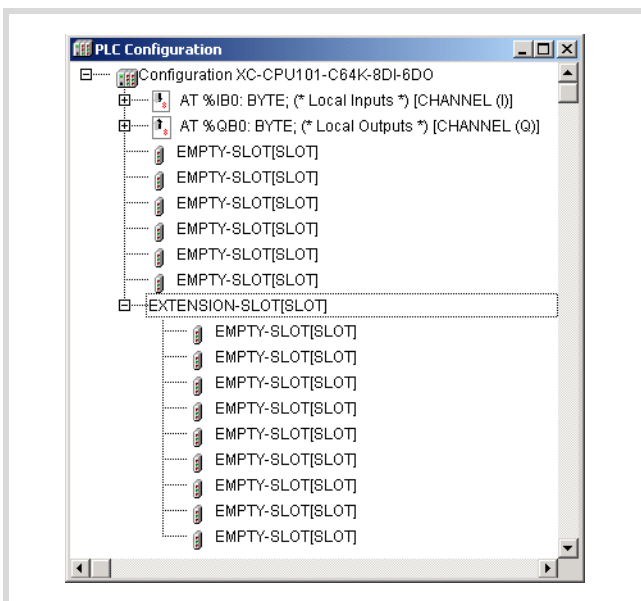 PLC Configuration
Configuration XC-CPU101-C64K-8DI-6DO
AT %IB0: BYTE; (* Local Inputs *) [CHANNEL (I)]
AT %QB0: BYTE; (* Local Outputs *) [CHANNEL (Q)]
EMPTY-SLOT[SLOT]
EMPTY-SLOT[SLOT]
EMPTY-SLOT[SLOT]
EMPTY-SLOT[SLOT]
EMPTY-SLOT[SLOT]
EMPTY-SLOT[SLOT]
EXTENSION-SLOT[SLOT]
EMPTY-SLOT[SLOT]
EMPTY-SLOT[SLOT]
EMPTY-SLOT[SLOT]
EMPTY-SLOT[SLOT]
EMPTY-SLOT[SLOT]
EMPTY-SLOT[SLOT]
EMPTY-SLOT[SLOT]
EMPTY-SLOT[SLOT]
EMPTY-SLOT[SLOT]